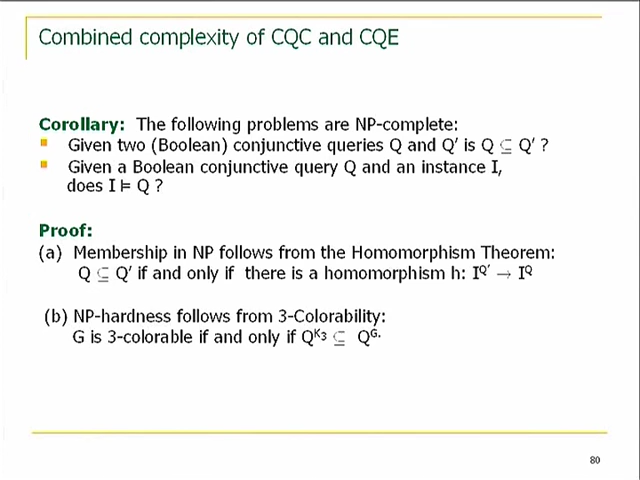 Combined complexity of CQC and CQE
Corollary: The following problems are NP-complete:
Given two (Boolean) conjunctive queries Q and Q′ is Q ⊆ Q′ ?
Given a Boolean conjunctive query Q and an instance I,
does I ⊨ Q ?
Proof:
(a) Membership in NP follows from the Homomorphism Theorem:
Q ⊆ Q′ if and only if there is a homomorphism h: I^Q′ → I^Q
(b) NP-hardness follows from 3-Colorability:
G is 3-colorable if and only if Q^K₃ ⊆ Q^G.
80